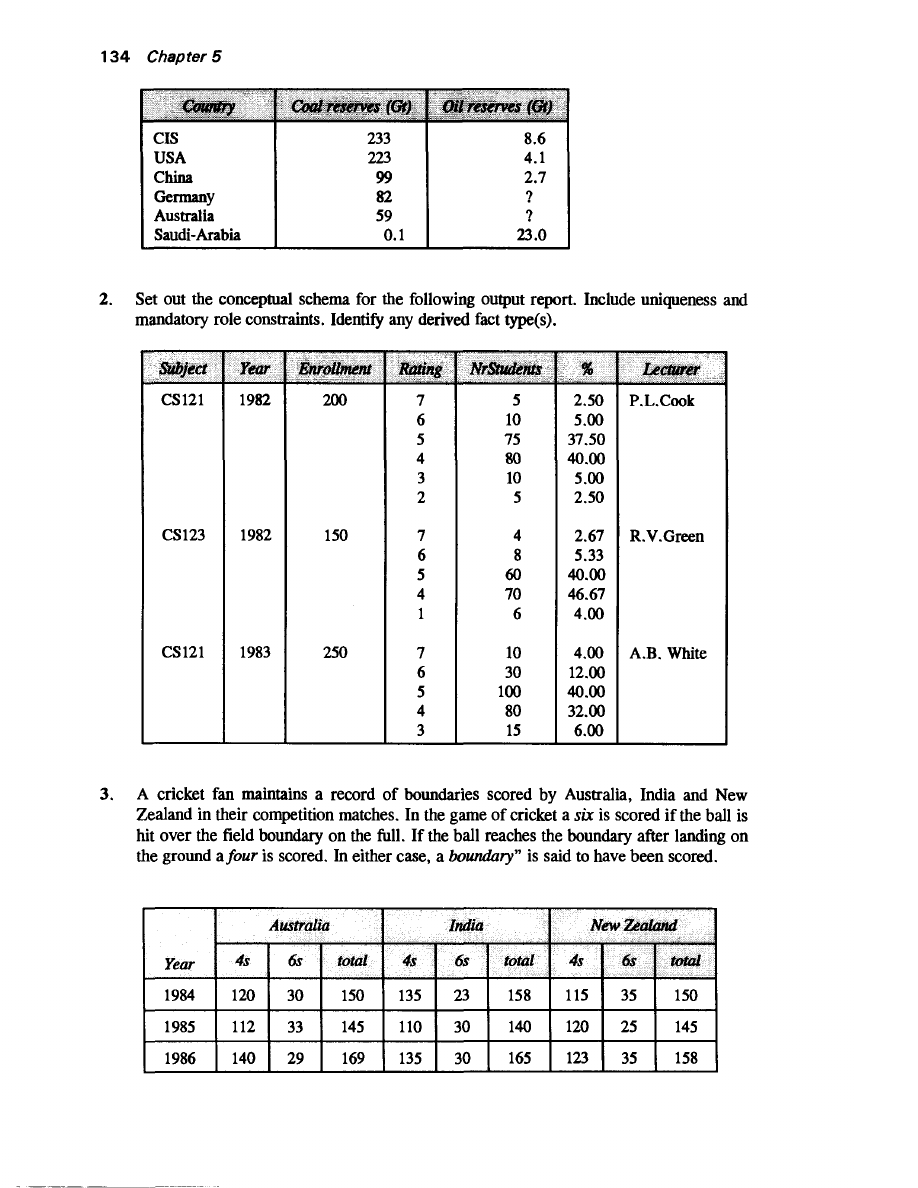 134 Chapter 5
Country Coal reserves (Gt) Oil reserves (Gt)
CIS 233 8.6
USA 223 4.1
China 99 2.7
Germany 82 ?
Australia 59 ?
Saudi-Arabia 0.1 23.0
2. Set out the conceptual schema for the following output report. Include uniqueness and
mandatory role constraints. Identify any derived fact type(s).
Subject Year Enrollment Rating NrStudents % Lecturer
CS121 1982 200 7 5 2.50 P.L.Cook
6 10 5.00
5 75 37.50
4 80 40.00
3 10 5.00
2 5 2.50
CS123 1982 150 7 4 2.67 R.V.Green
6 8 5.33
5 60 40.00
4 70 46.67
1 6 4.00
CS121 1983 250 7 10 4.00 A.B. White
6 30 12.00
5 100 40.00
4 80 32.00
3 15 6.00
3. A cricket fan maintains a record of boundaries scored by Australia, India and New
Zealand in their competition matches. In the game of cricket a six is scored if the ball is
hit over the field boundary on the full. If the ball reaches the boundary after landing on
the ground a four is scored. In either case, a boundary” is said to have been scored.
Australia India New Zealand
Year 4s 6s total 4s 6s total 4s 6s total
1984 120 30 150 135 23 158 115 35 150
1985 112 33 145 110 30 140 120 25 145
1986 140 29 169 135 30 165 123 35 158